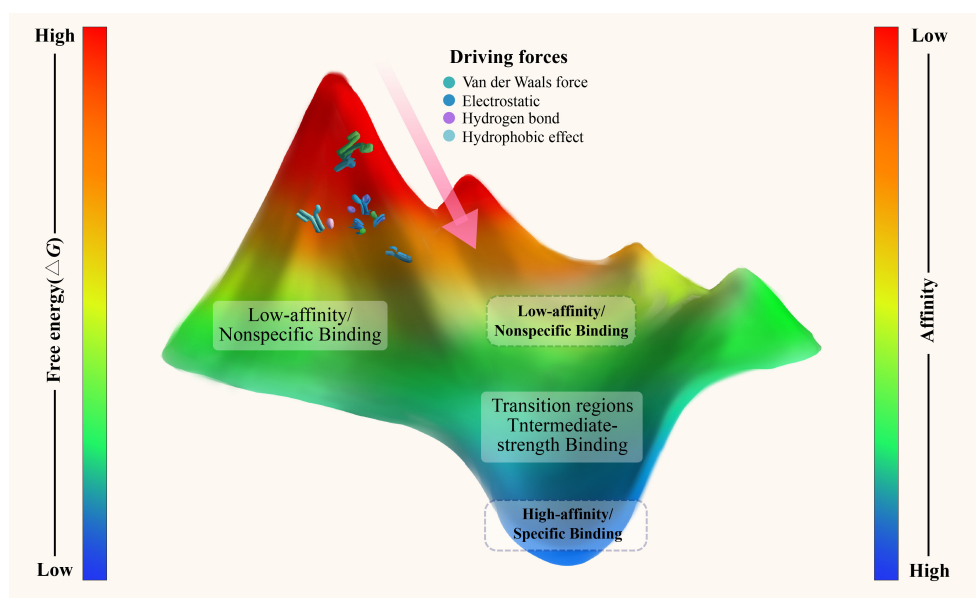 High
Free energy(△G)
Low
Driving forces
Van der Waals force
Electrostatic
Hydrogen bond
Hydrophobic effect
Low-affinity/
Nonspecific Binding
Low-affinity/
Nonspecific Binding
Transition regions
Tntermediate-
strength Binding
High-affinity/
Specific Binding
Low
Affinity
High